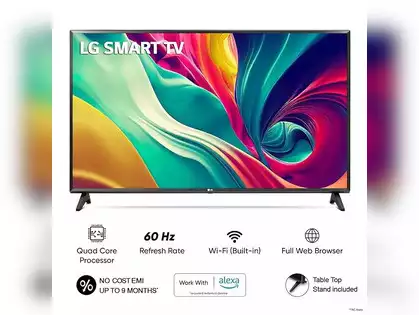 LG SMART TV
LG
Quad Core
Processor
60 Hz
Refresh Rate
Wi-Fi (Built-in)
Full Web Browser
% NO COST EMI
UP TO 9 MONTHS*
Work With alexa
Table Top
Stand included